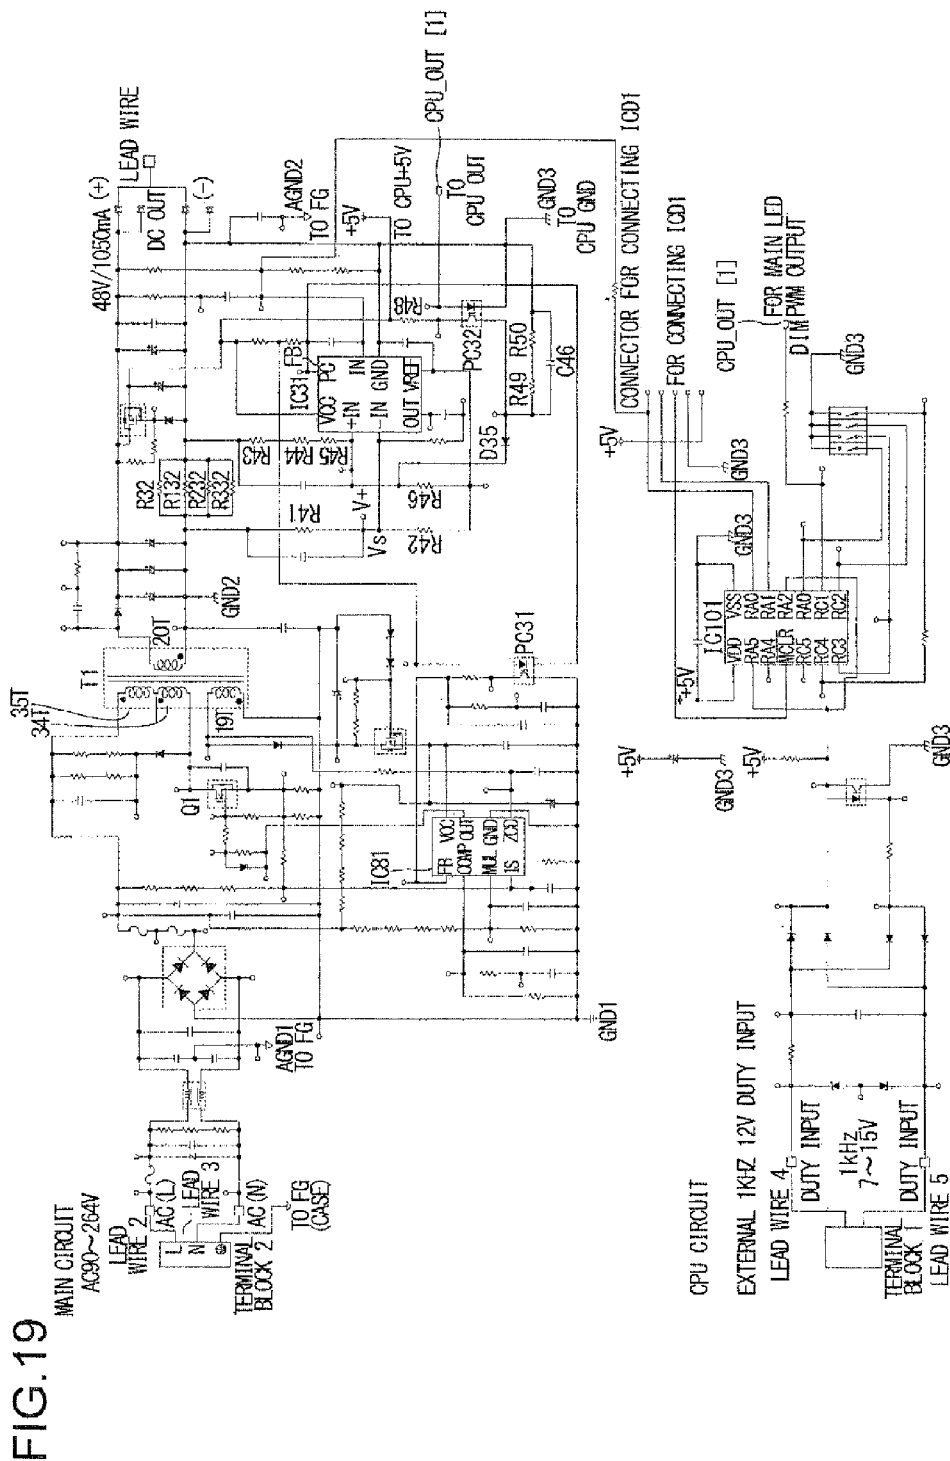 FIG. 19
MAIN CIRCUIT
AC90~264V
LEAD
WIRE 2
AC(L)
LEAD
WIRE 3
AC(N)
L
N
TERMINAL
BLOCK 2
TO FG
(CASE)
AGND1
TO FG
GND1
35T
34T
T1
20T
19T
Q1
GND2
IC81
FB
VCC
COMP
OUT
MUL
GND
IS
ZCD
PC31
R32
R132
R232
R332
48V/1050mA (+)
LEAD WIRE
DC OUT
(-)
AGND2
TO FG
+5V
TO CPU+5V
R41
R42
R43
R44
R45
R46
V+
Vs
IC31
FB
VCC
PC
+IN
IN
-IN
GND
OUT
VREF
R48
PC32
TO
CPU OUT
CPU_OUT [1]
GND3
TO
CPU GND
D35
R49
R50
C46
CONNECTOR FOR CONNECTING ICD1
FOR CONNECTING ICD1
+5V
GND3
CPU_OUT [1]
FOR MAIN LED
DIM PWM OUTPUT
GND3
CPU CIRCUIT
EXTERNAL 1KHZ 12V DUTY INPUT
LEAD WIRE 4
DUTY INPUT
1kHz
7~15V
DUTY INPUT
TERMINAL
BLOCK 1
LEAD WIRE 5
+5V
GND3
+5V
GND3
+5V
GND3
IC101
VDD
VSS
RA5
RA0
RA4
RA1
MCLR
RA2
RC5
RA0
RC4
RC1
RC3
RC2